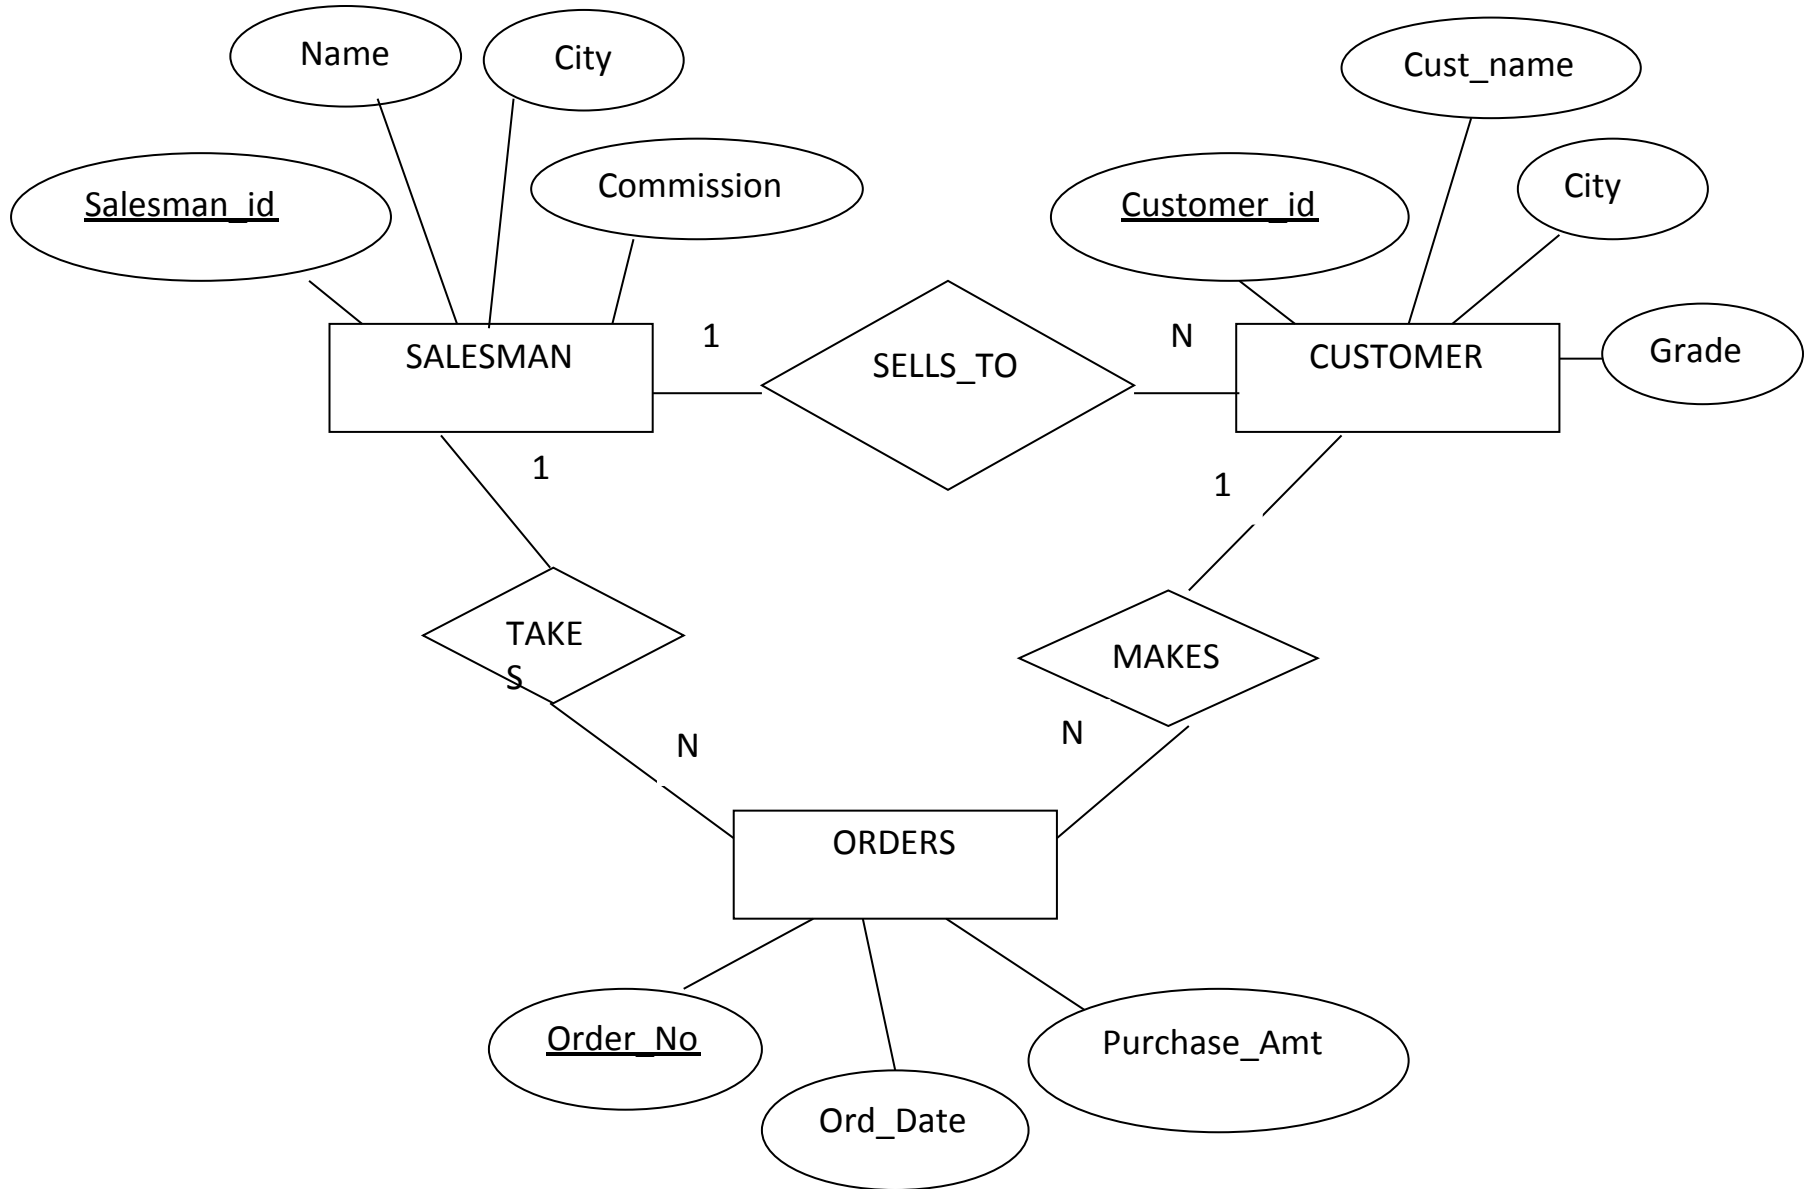 Name
City
Cust_name
Salesman_id
Commission
Customer_id
City
SALESMAN
1
SELLS_TO
N
CUSTOMER
Grade
1
1
TAKE
S
MAKES
N
N
ORDERS
Order_No
Ord_Date
Purchase_Amt